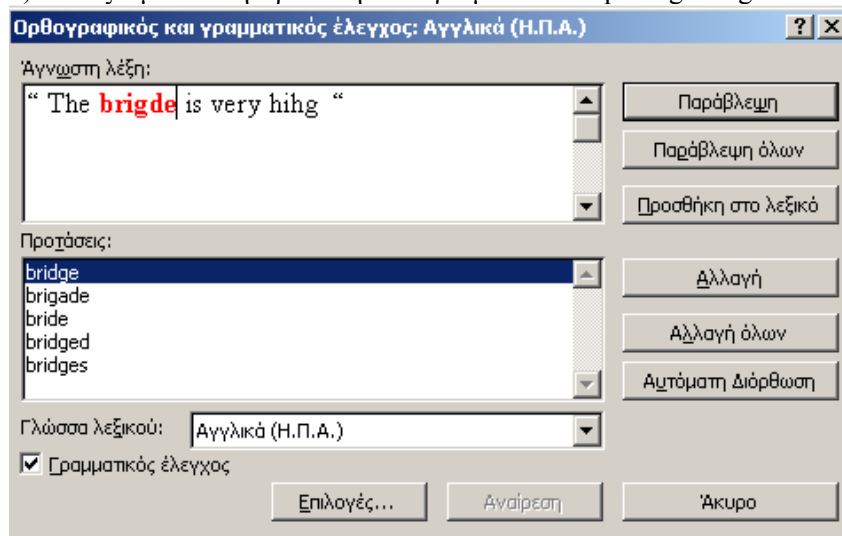 Ορθογραφικός και γραμματικός έλεγχος: Αγγλικά (Η.Π.Α.)
Άγνωστη λέξη:
“ The brigde is very hihg “
Παράβλεψη
Παράβλεψη όλων
Προσθήκη στο λεξικό
Προτάσεις:
bridge
brigade
bride
bridged
bridges
Αλλαγή
Αλλαγή όλων
Αυτόματη Διόρθωση
Γλώσσα λεξικού: Αγγλικά (Η.Π.Α.)
Γραμματικός έλεγχος
Επιλογές... Αναίρεση Άκυρο